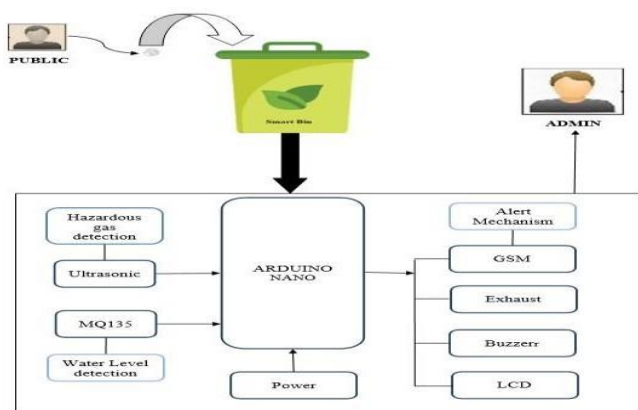 PUBLIC
Smart Bin
ADMIN
Hazardous
gas
detection
Ultrasonic
MQ135
Water Level
detection
ARDUINO
NANO
Power
Alert
Mechanism
GSM
Exhaust
Buzzerr
LCD